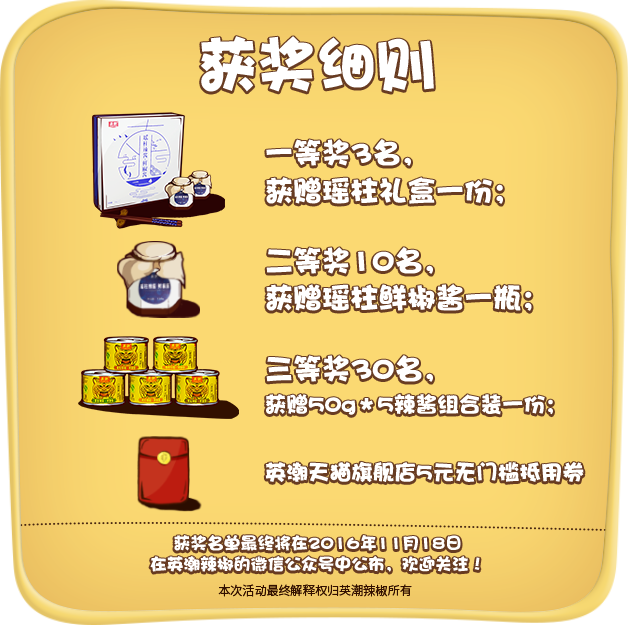 获奖细则
一等奖3名，
获赠瑶柱礼盒一份；
二等奖10名，
获赠瑶柱鲜椒酱一瓶；
三等奖30名，
获赠50g*5辣酱组合装一份；
英潮天猫旗舰店5元无门槛抵用券
获奖名单最终将在2016年11月18日
在英潮辣椒的微信公众号中公布，欢迎关注！
本次活动最终解释权归英潮辣椒所有